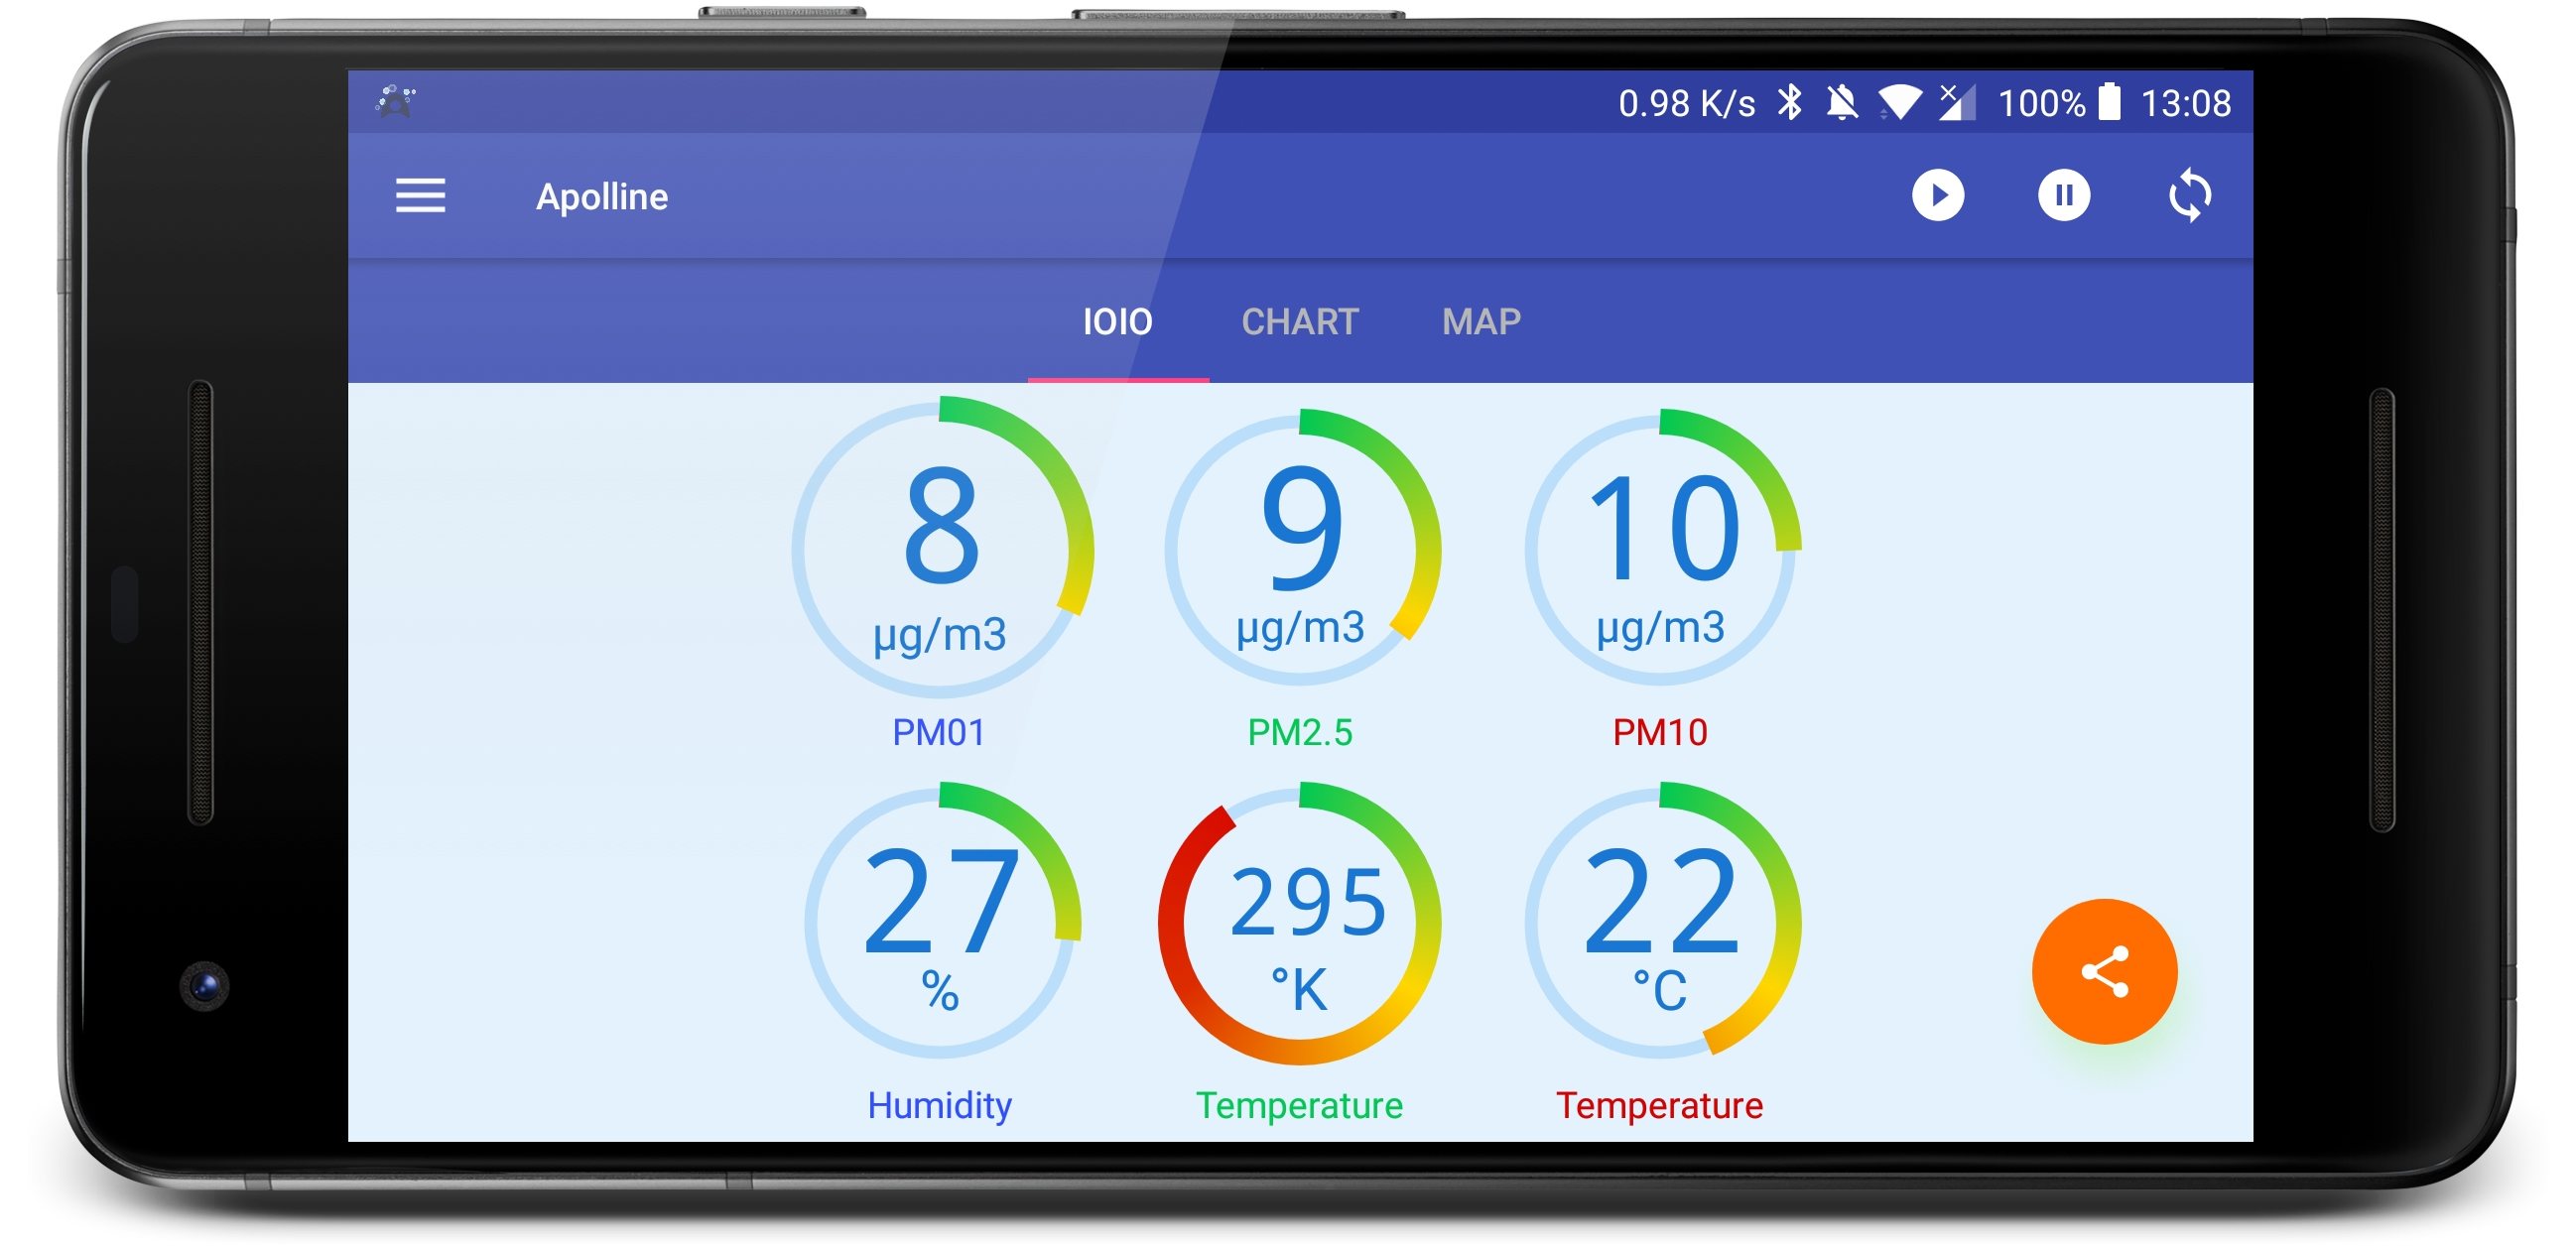 0.98 K/s 100% 13:08
Apolline
IOIO CHART MAP
8 9 10
µg/m3 µg/m3 µg/m3
PM01 PM2.5 PM10
27 295 22
% °K °C
Humidity Temperature Temperature